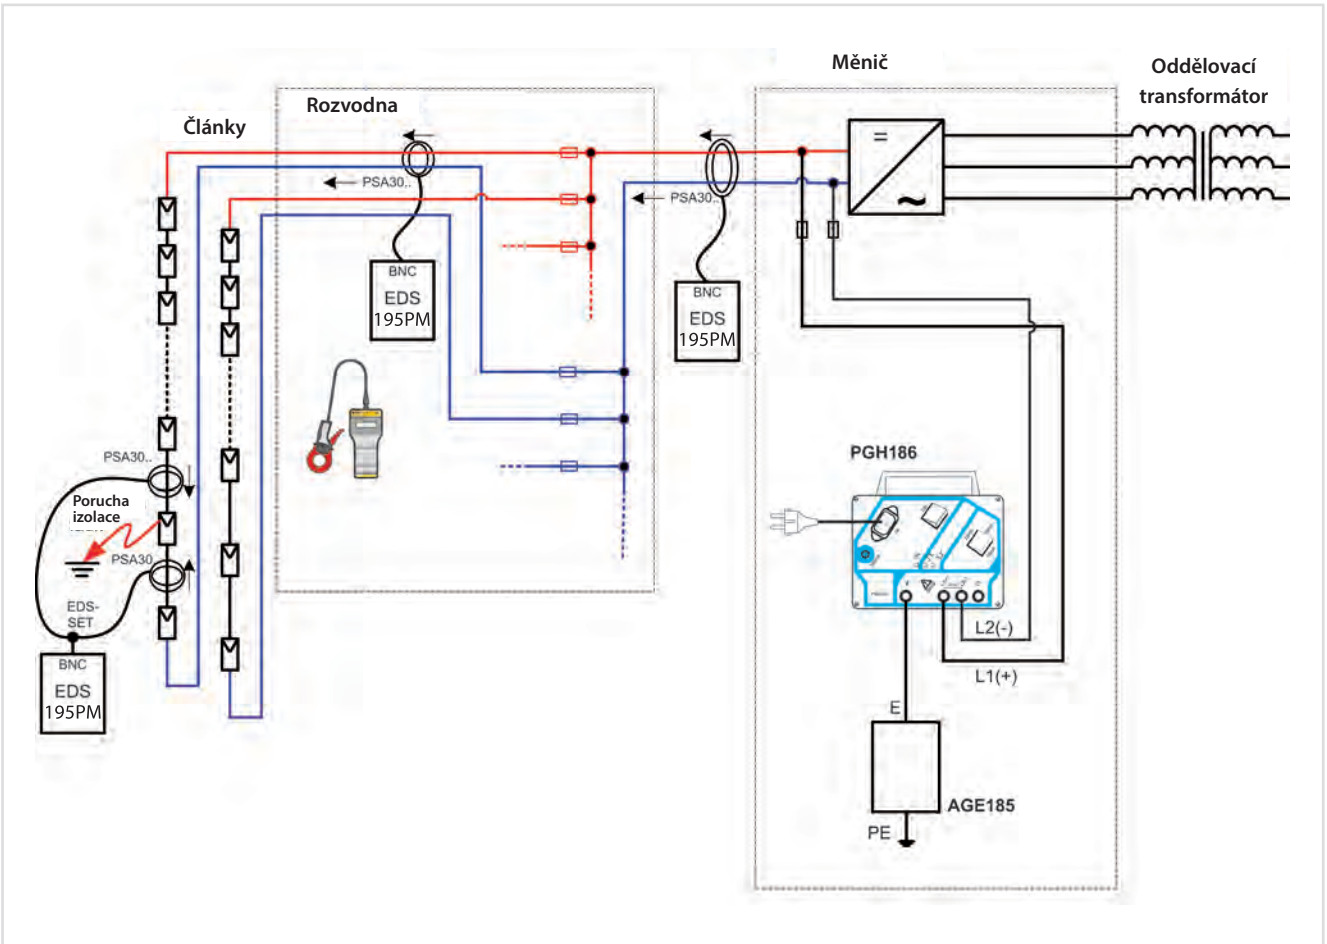 Měnič
Oddělovací
transformátor
Rozvodna
Články
PSA30..
PSA30..
BNC
EDS
195PM
BNC
EDS
195PM
PSA30..
Porucha
izolace
PSA30
EDS-
SET
BNC
EDS
195PM
PGH186
L2(-)
L1(+)
E
AGE185
PE